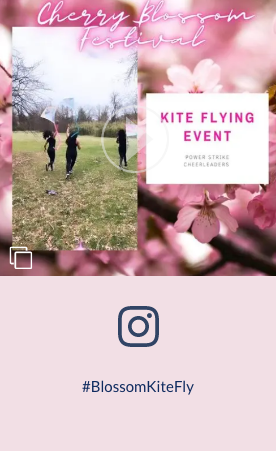 Cherry Blossom
Festival
KITE FLYING
EVENT
POWER STRIKE
CHEERLEADERS
#BlossomKiteFly